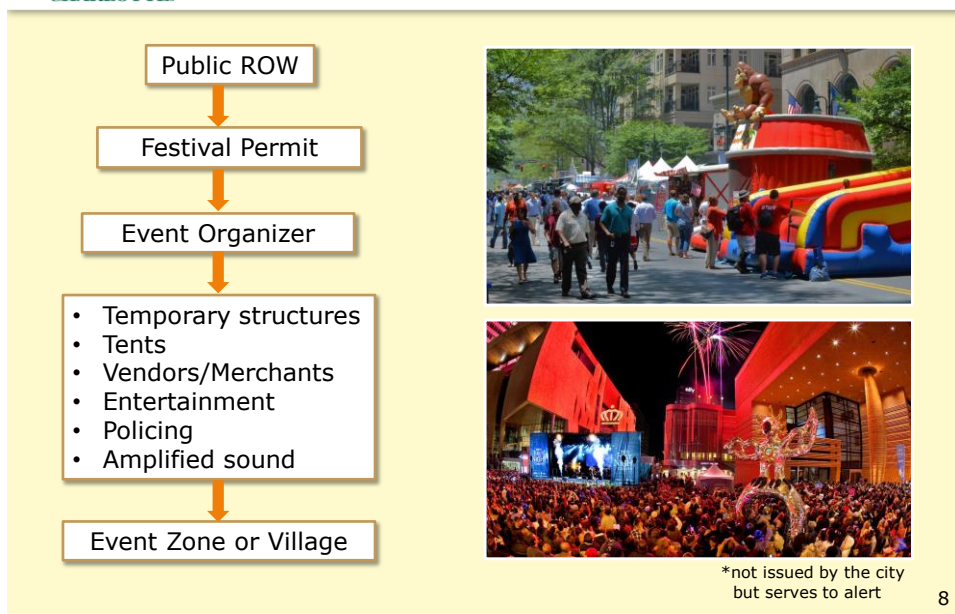 Public ROW
Festival Permit
Event Organizer
• Temporary structures
• Tents
• Vendors/Merchants
• Entertainment
• Policing
• Amplified sound
Event Zone or Village
*not issued by the city
but serves to alert
8